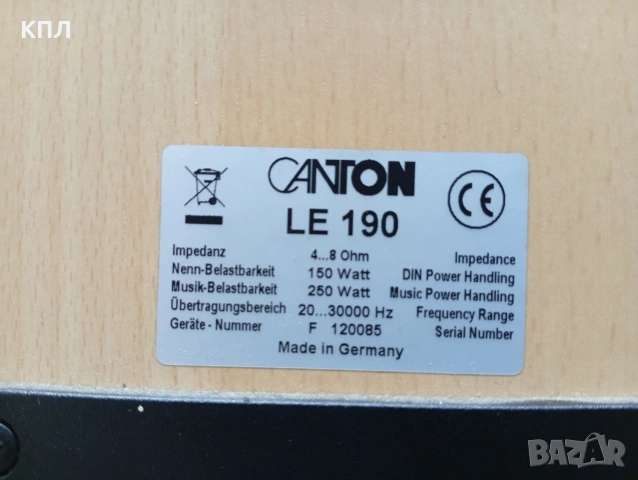 КПЛ
CANTON
CE
LE 190
Impedanz 4...8 Ohm Impedance
Nenn-Belastbarkeit 150 Watt DIN Power Handling
Musik-Belastbarkeit 250 Watt Music Power Handling
Übertragungsbereich 20...30000 Hz Frequency Range
Geräte - Nummer F 120085 Serial Number
Made in Germany
BAZAR